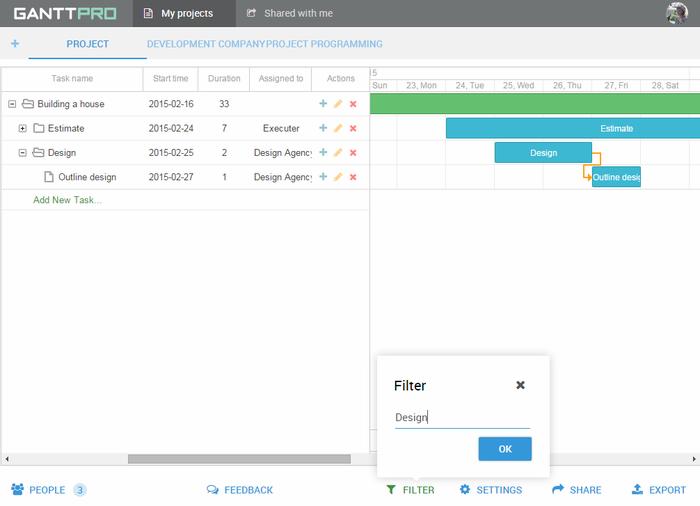 GANTTPRO My projects Shared with me
+ PROJECT DEVELOPMENT COMPANY PROJECT PROGRAMMING
Task name Start time Duration Assigned to Actions
5
Sun 23, Mon 24, Tue 25, Wed 26, Thu 27, Fri 28, Sat
Building a house 2015-02-16 33
Estimate 2015-02-24 7 Executer Estimate
Design 2015-02-25 2 Design Agency Design
Outline design 2015-02-27 1 Design Agency Outline desig
Add New Task...
Filter
Design
OK
PEOPLE 3 FEEDBACK FILTER SETTINGS SHARE EXPORT